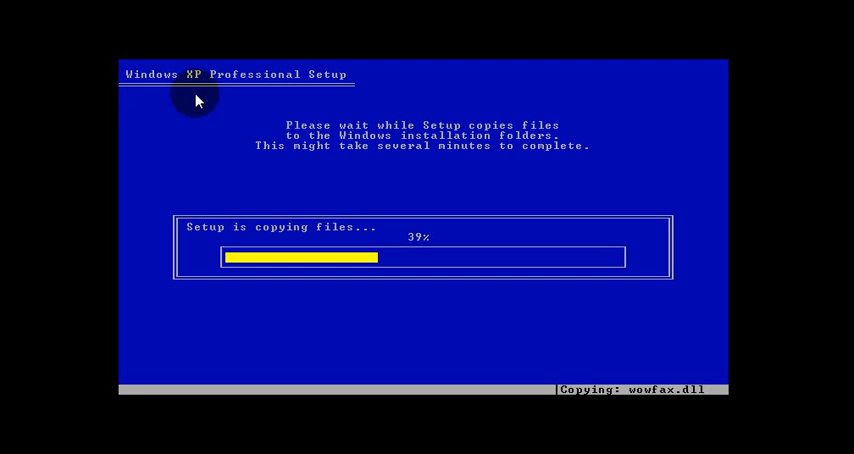 Windows XP Professional Setup
Please wait while Setup copies files
to the Windows installation folders.
This might take several minutes to complete.
Setup is copying files...
39%
|Copying: wowfax.dll